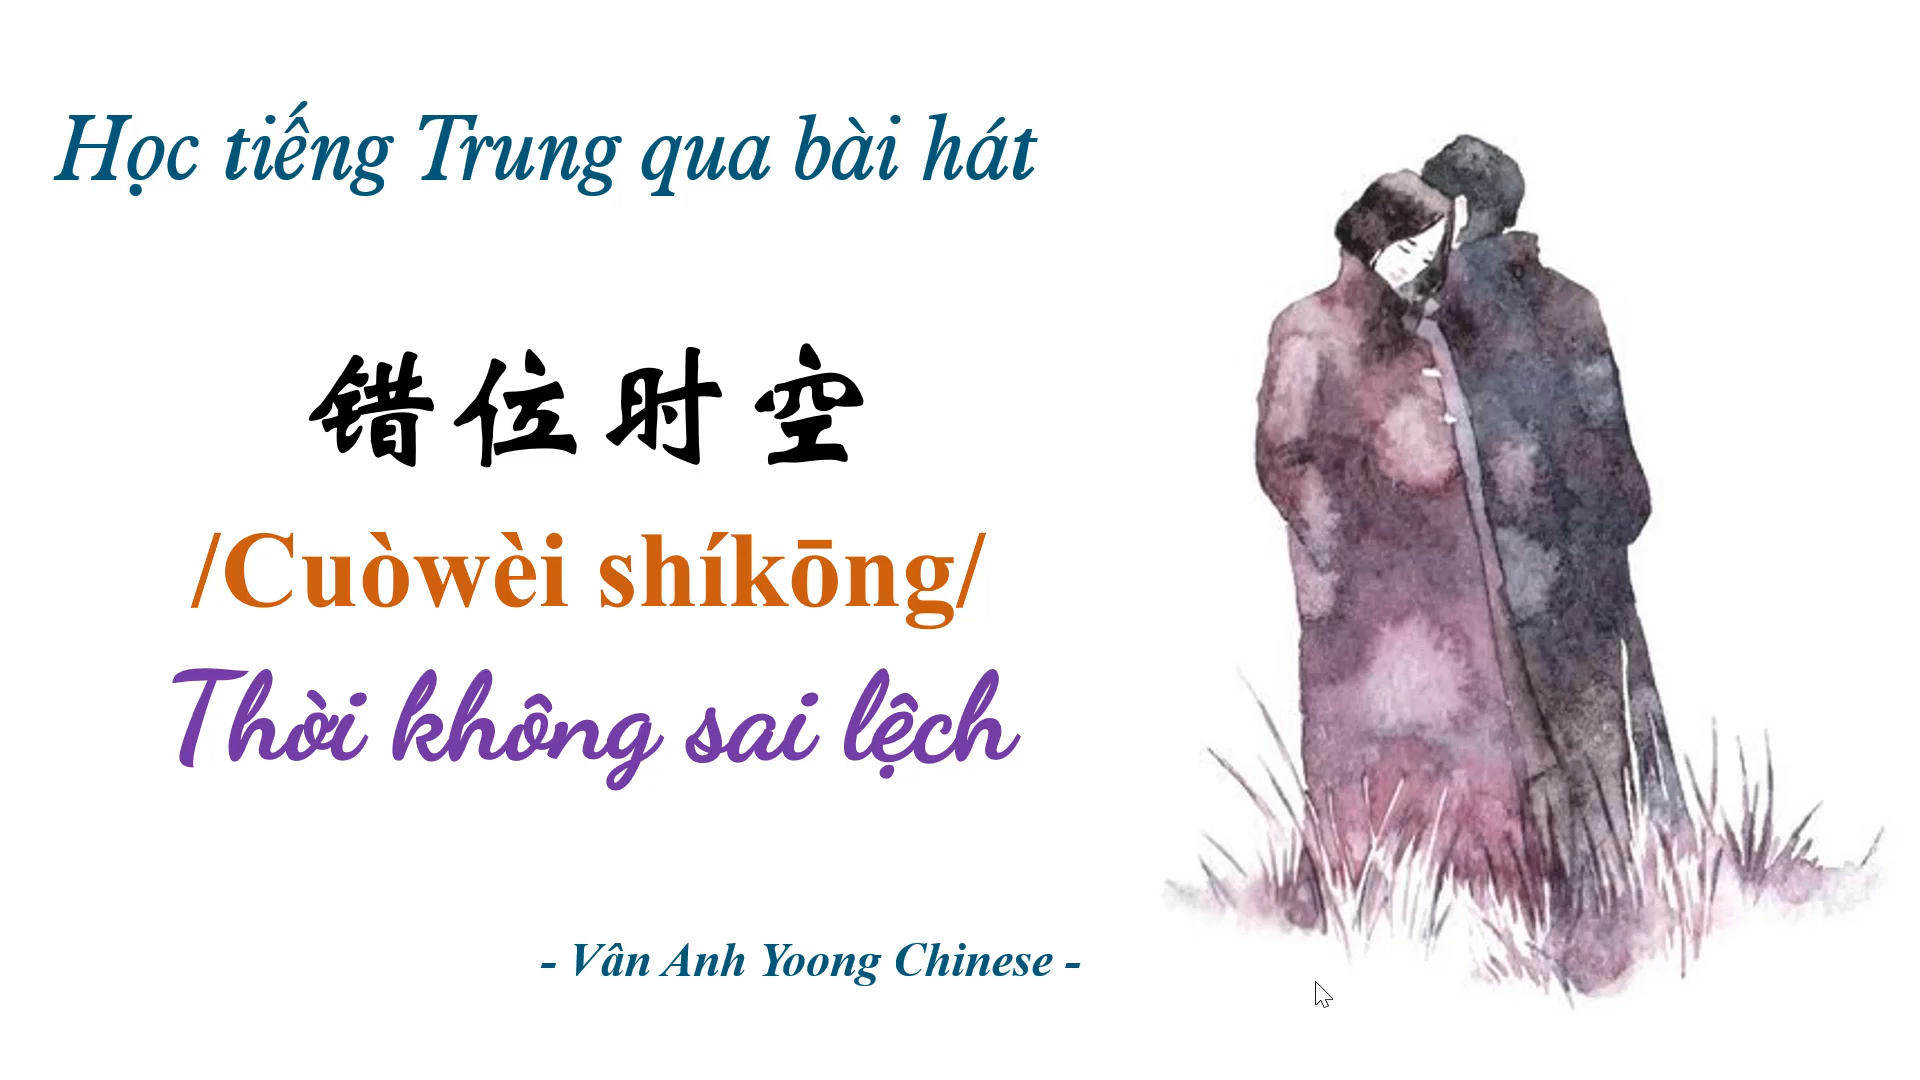 Học tiếng Trung qua bài hát
错位时空
/Cuòwèi shíkōng/
Thời không sai lệch
- Vân Anh Yoong Chinese -